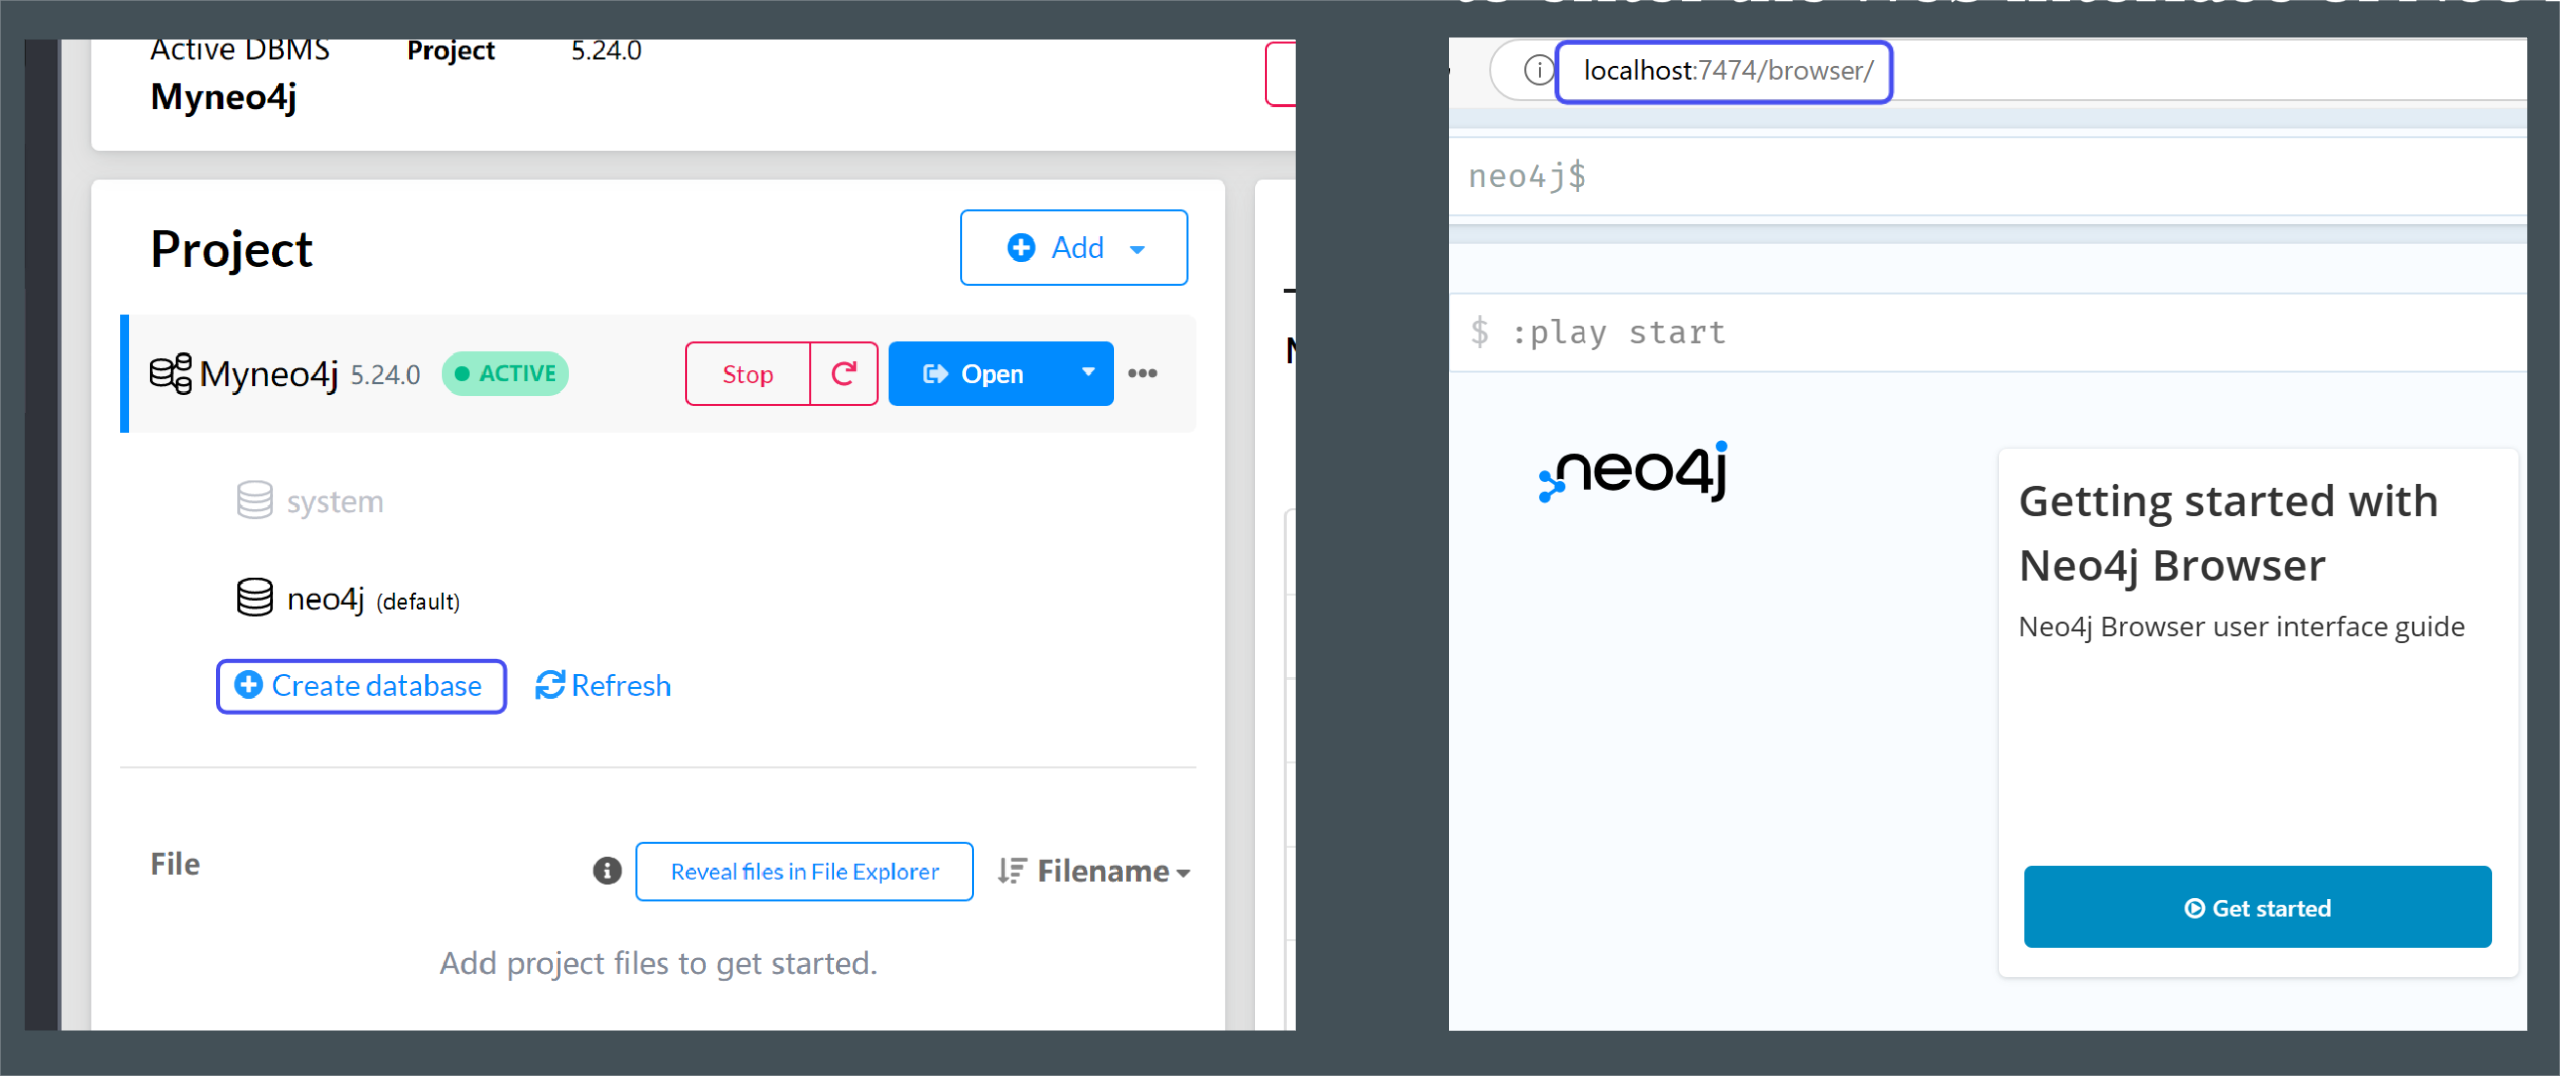 Active DBMS Project 5.24.0
Myneo4j
Project
Add
Myneo4j 5.24.0 ACTIVE Stop Open
system
neo4j (default)
Create database Refresh
File Reveal files in File Explorer Filename
Add project files to get started.
localhost:7474/browser/
neo4j$
$ :play start
neo4j
Getting started with
Neo4j Browser
Neo4j Browser user interface guide
Get started